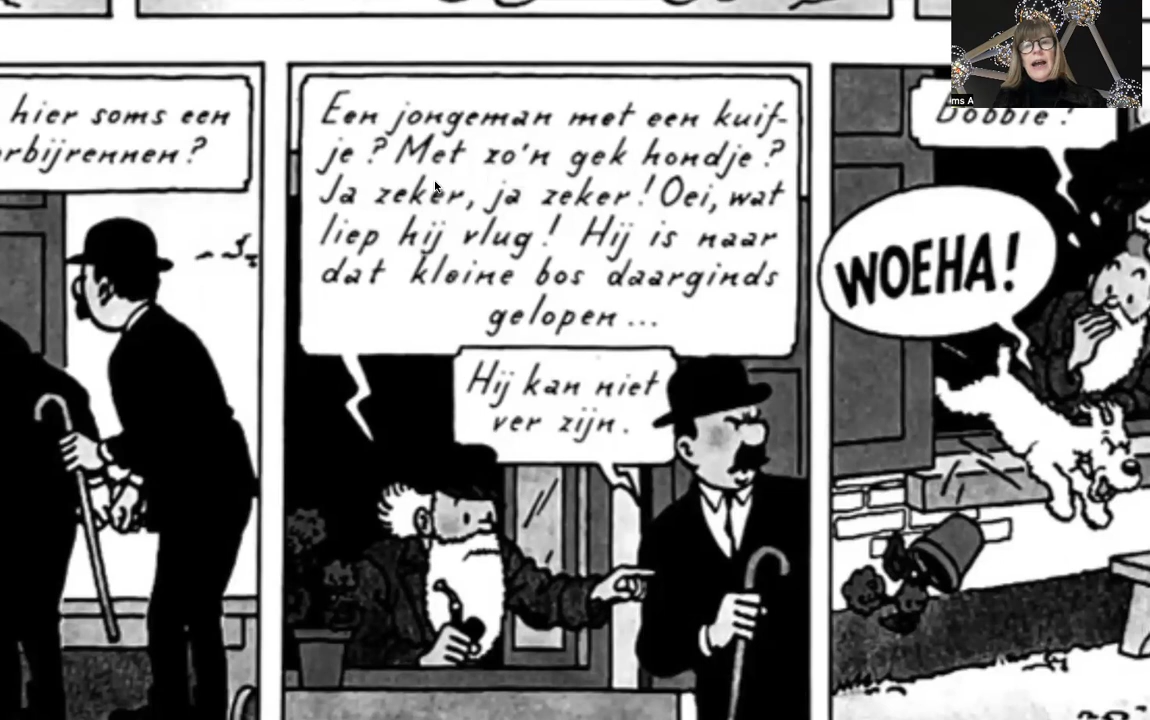 hier soms een
rbijrennen?
Een jongeman met een kuif-
je? Met zo'n gek hondje?
Ja zeker, ja zeker! Oei, wat
liep hij vlug! Hij is naar
dat kleine bos daarginds
gelopen...
Hij kan niet
ver zijn.
Bobbie!
WOEHA!
ms A